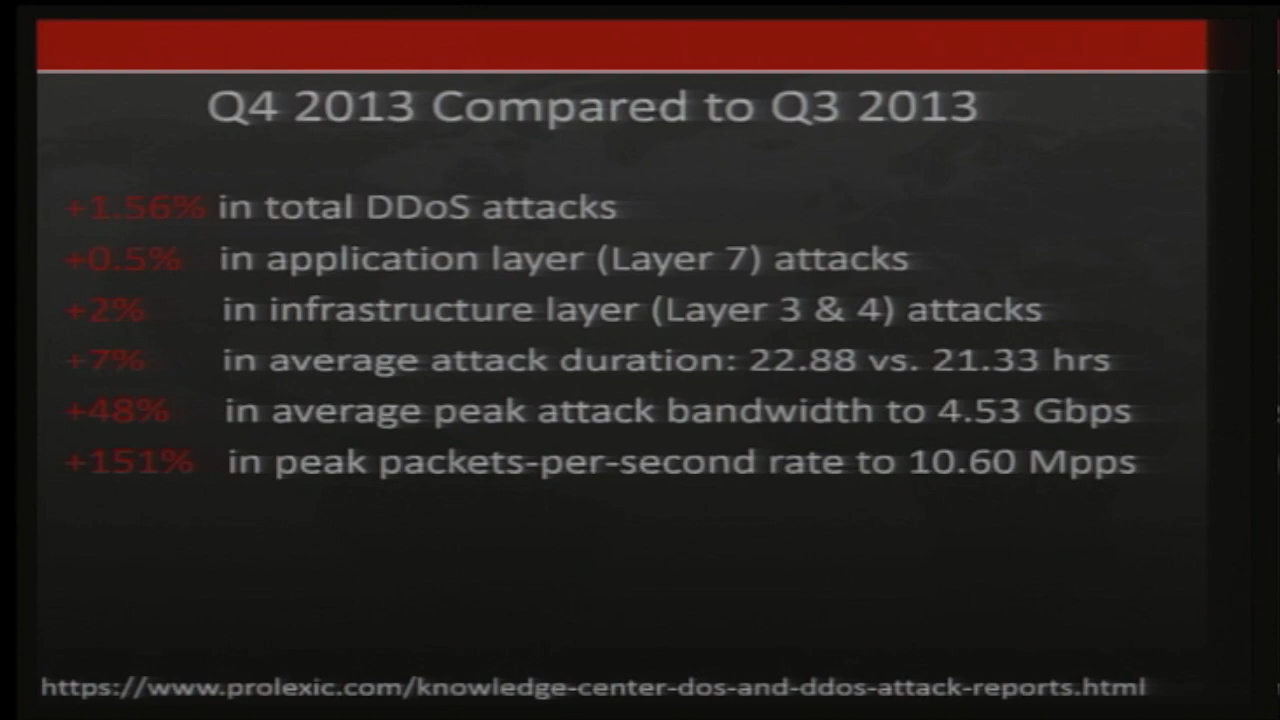 Q4 2013 Compared to Q3 2013
+1.56% in total DDoS attacks
+0.5% in application layer (Layer 7) attacks
+2% in infrastructure layer (Layer 3 & 4) attacks
+7% in average attack duration: 22.88 vs. 21.33 hrs
+48% in average peak attack bandwidth to 4.53 Gbps
+151% in peak packets-per-second rate to 10.60 Mpps
https://www.prolexic.com/knowledge-center-dos-and-ddos-attack-reports.html